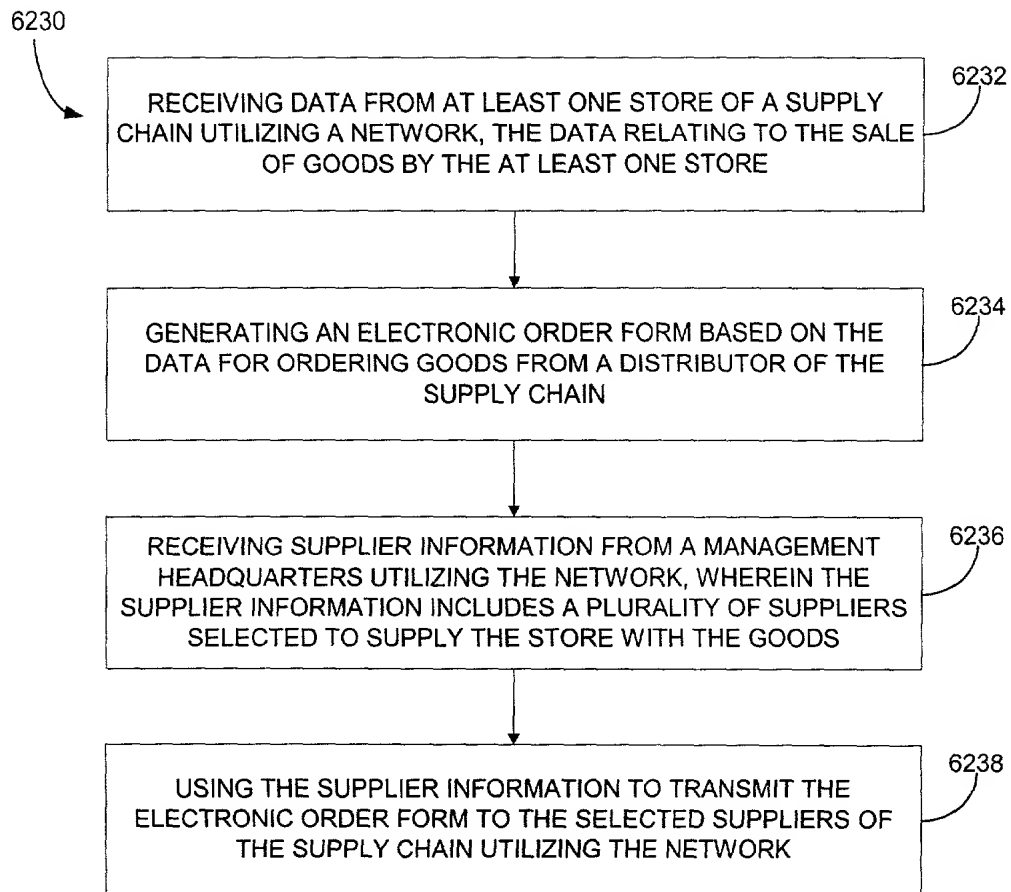 6230
6232
RECEIVING DATA FROM AT LEAST ONE STORE OF A SUPPLY
CHAIN UTILIZING A NETWORK, THE DATA RELATING TO THE SALE
OF GOODS BY THE AT LEAST ONE STORE
6234
GENERATING AN ELECTRONIC ORDER FORM BASED ON THE
DATA FOR ORDERING GOODS FROM A DISTRIBUTOR OF THE
SUPPLY CHAIN
6236
RECEIVING SUPPLIER INFORMATION FROM A MANAGEMENT
HEADQUARTERS UTILIZING THE NETWORK, WHEREIN THE
SUPPLIER INFORMATION INCLUDES A PLURALITY OF SUPPLIERS
SELECTED TO SUPPLY THE STORE WITH THE GOODS
6238
USING THE SUPPLIER INFORMATION TO TRANSMIT THE
ELECTRONIC ORDER FORM TO THE SELECTED SUPPLIERS OF
THE SUPPLY CHAIN UTILIZING THE NETWORK